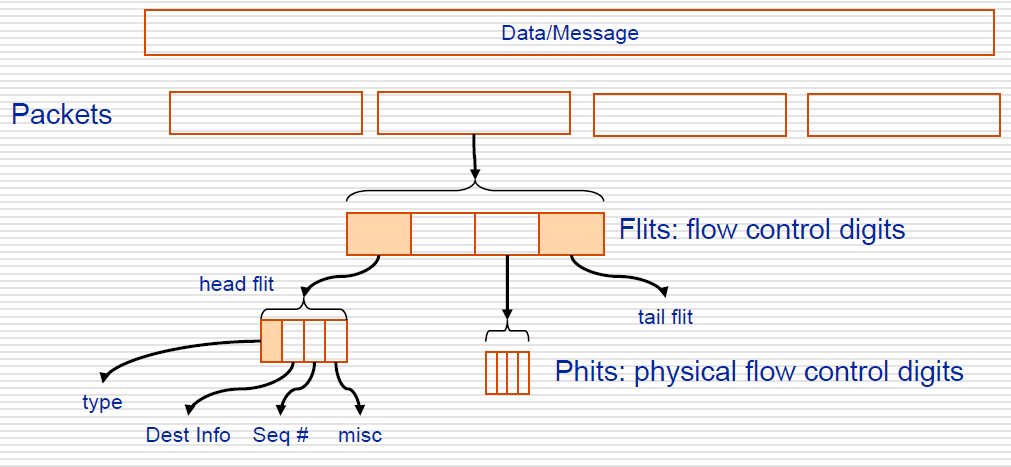 Data/Message
Packets
Flits: flow control digits
head flit
tail flit
Phits: physical flow control digits
type
Dest Info
Seq #
misc